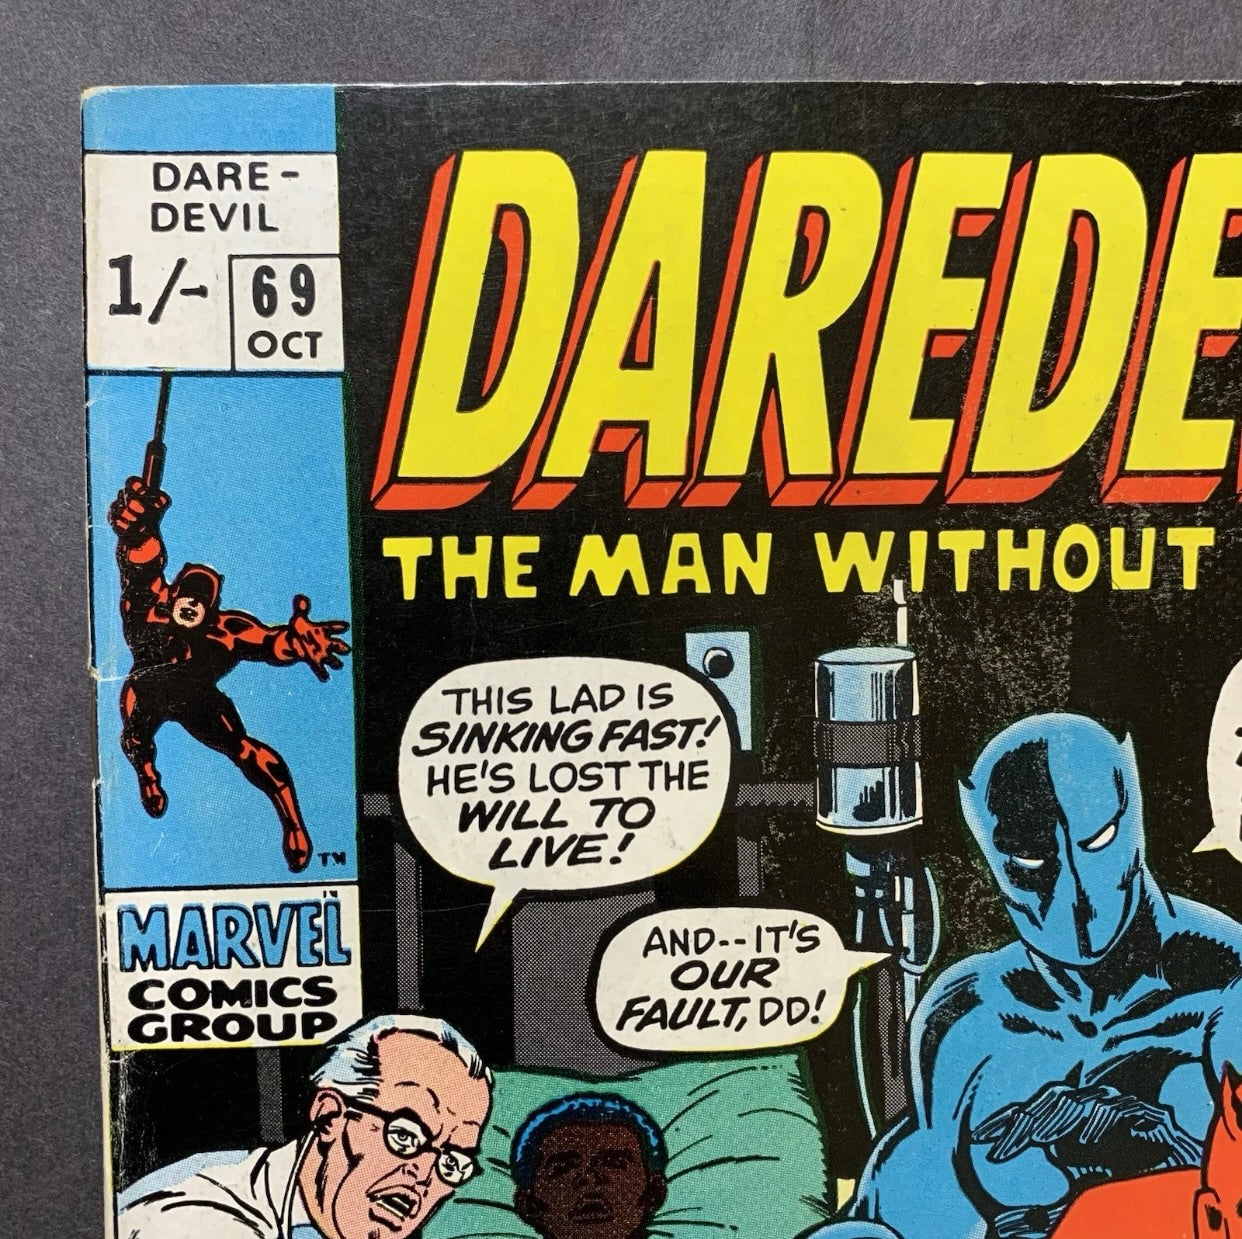 DARE-
DEVIL
1/-
69
OCT
DAREDE
THE MAN WITHOUT
THIS LAD IS
SINKING FAST!
HE'S LOST THE
WILL TO
LIVE!
AND--IT'S
OUR
FAULT, DD!
TM
MARVEL
COMICS
GROUP